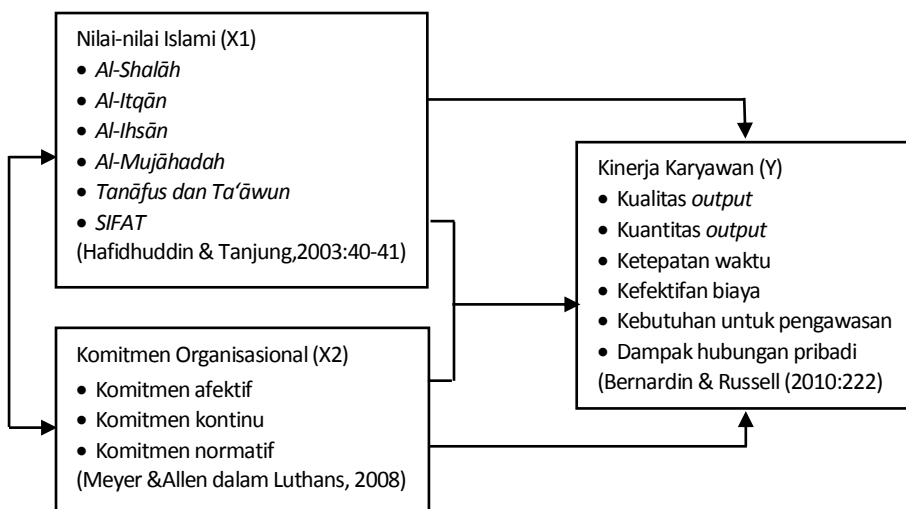 Nilai-nilai Islami (X1)
• Al-Shalāh
• Al-Itqān
• Al-Ihsān
• Al-Mujāhadah
• Tanāfus dan Ta‘āwun
• SIFAT
(Hafidhuddin & Tanjung,2003:40-41)
Komitmen Organisasional (X2)
• Komitmen afektif
• Komitmen kontinu
• Komitmen normatif
(Meyer &Allen dalam Luthans, 2008)
Kinerja Karyawan (Y)
• Kualitas output
• Kuantitas output
• Ketepatan waktu
• Kefektifan biaya
• Kebutuhan untuk pengawasan
• Dampak hubungan pribadi
(Bernardin & Russell (2010:222)